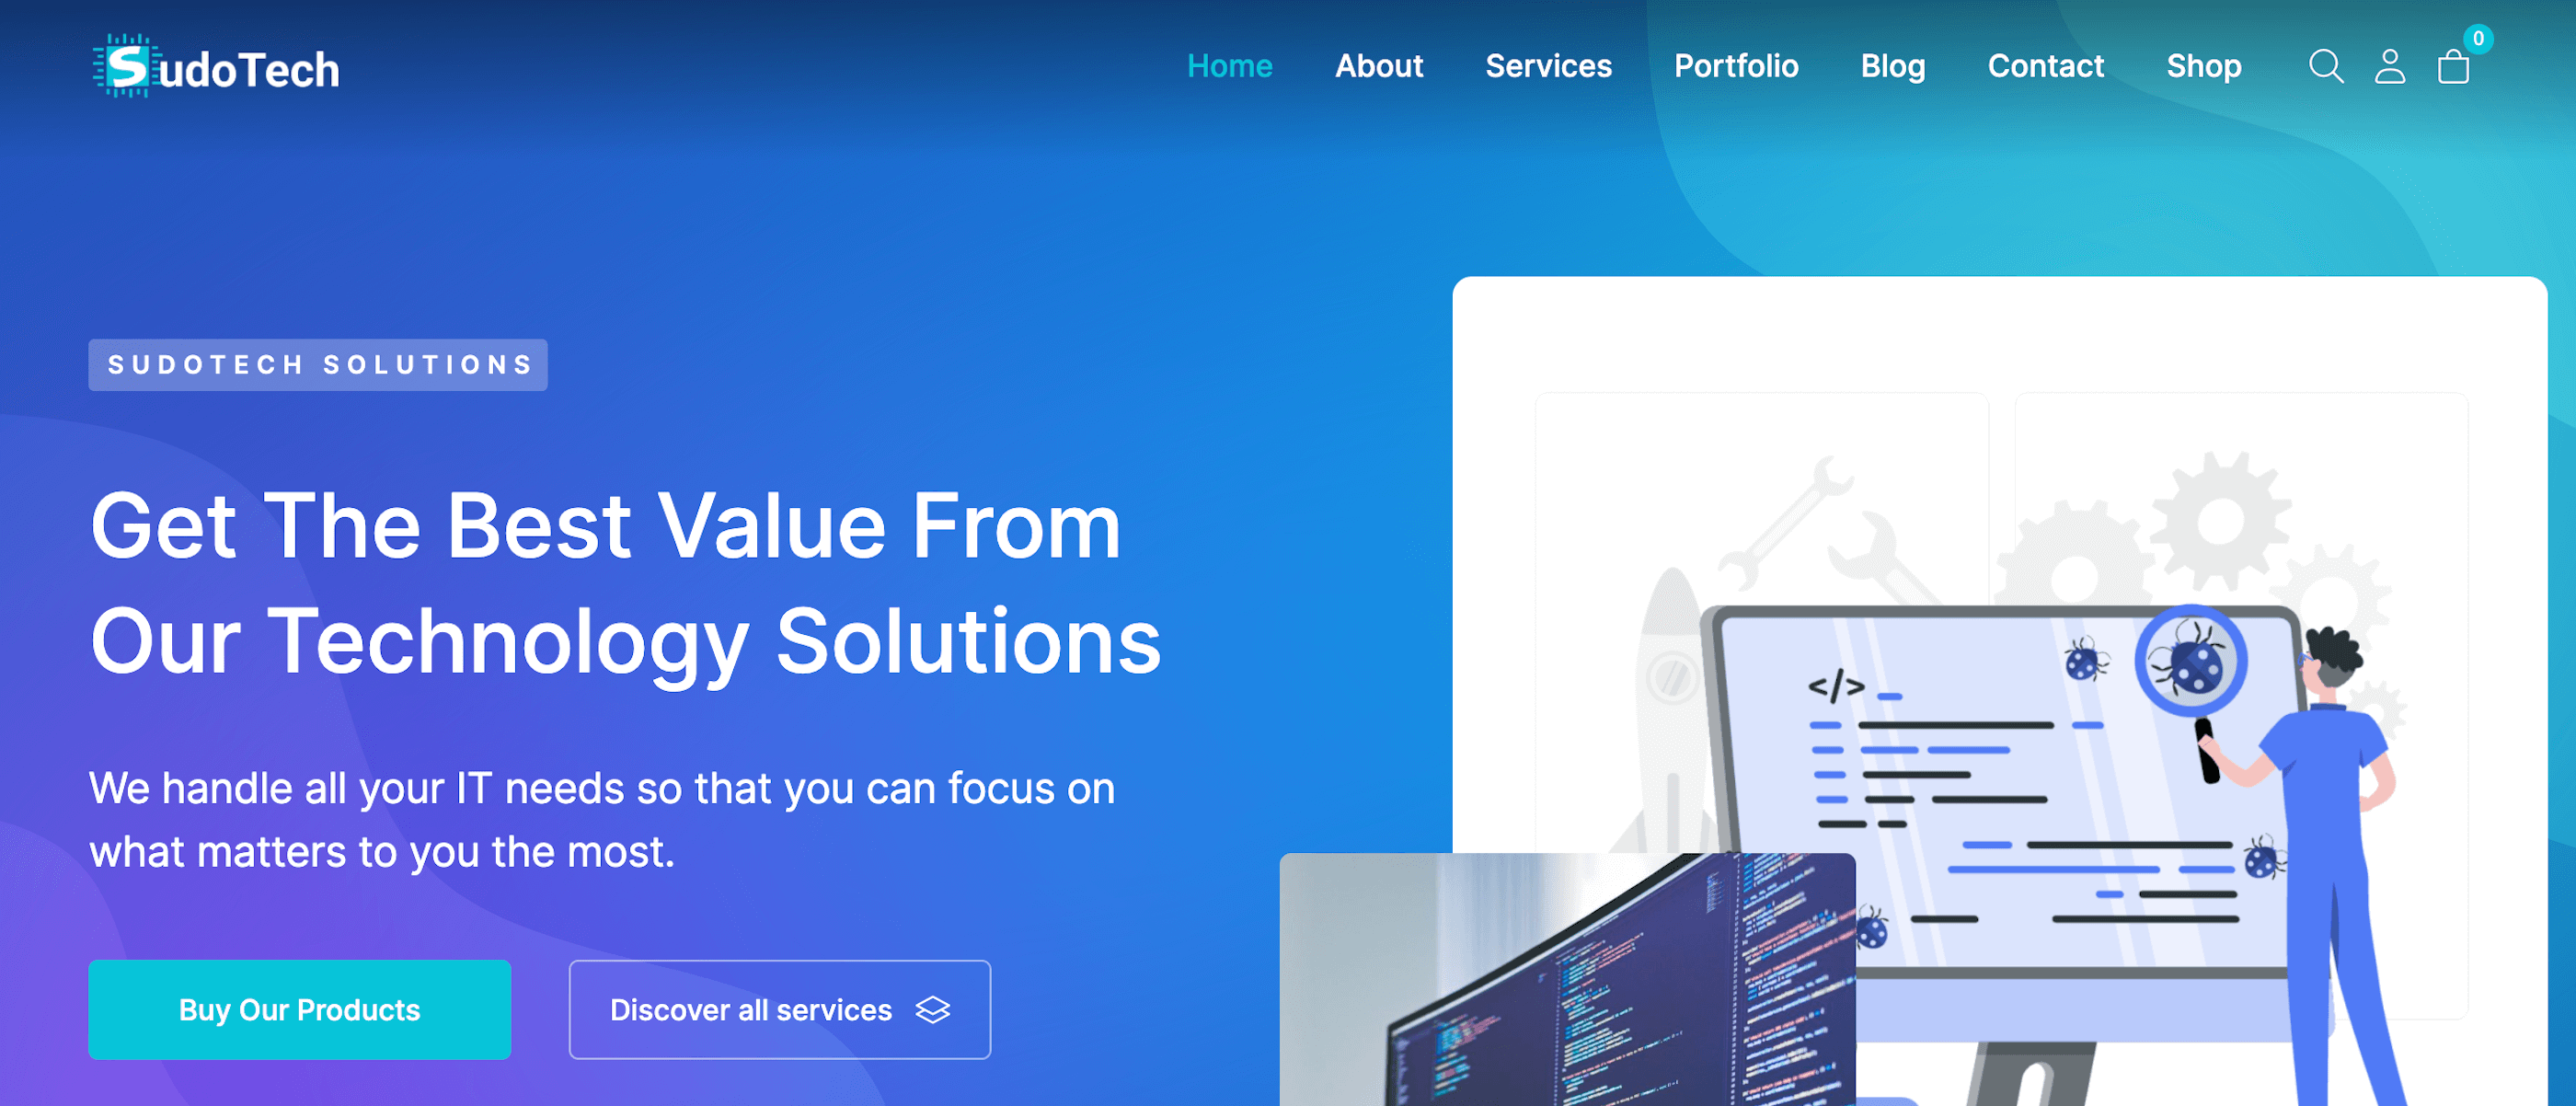 SudoTech
Home About Services Portfolio Blog Contact Shop 0
SUDOTECH SOLUTIONS
Get The Best Value From
Our Technology Solutions
We handle all your IT needs so that you can focus on
what matters to you the most.
Buy Our Products Discover all services
</>